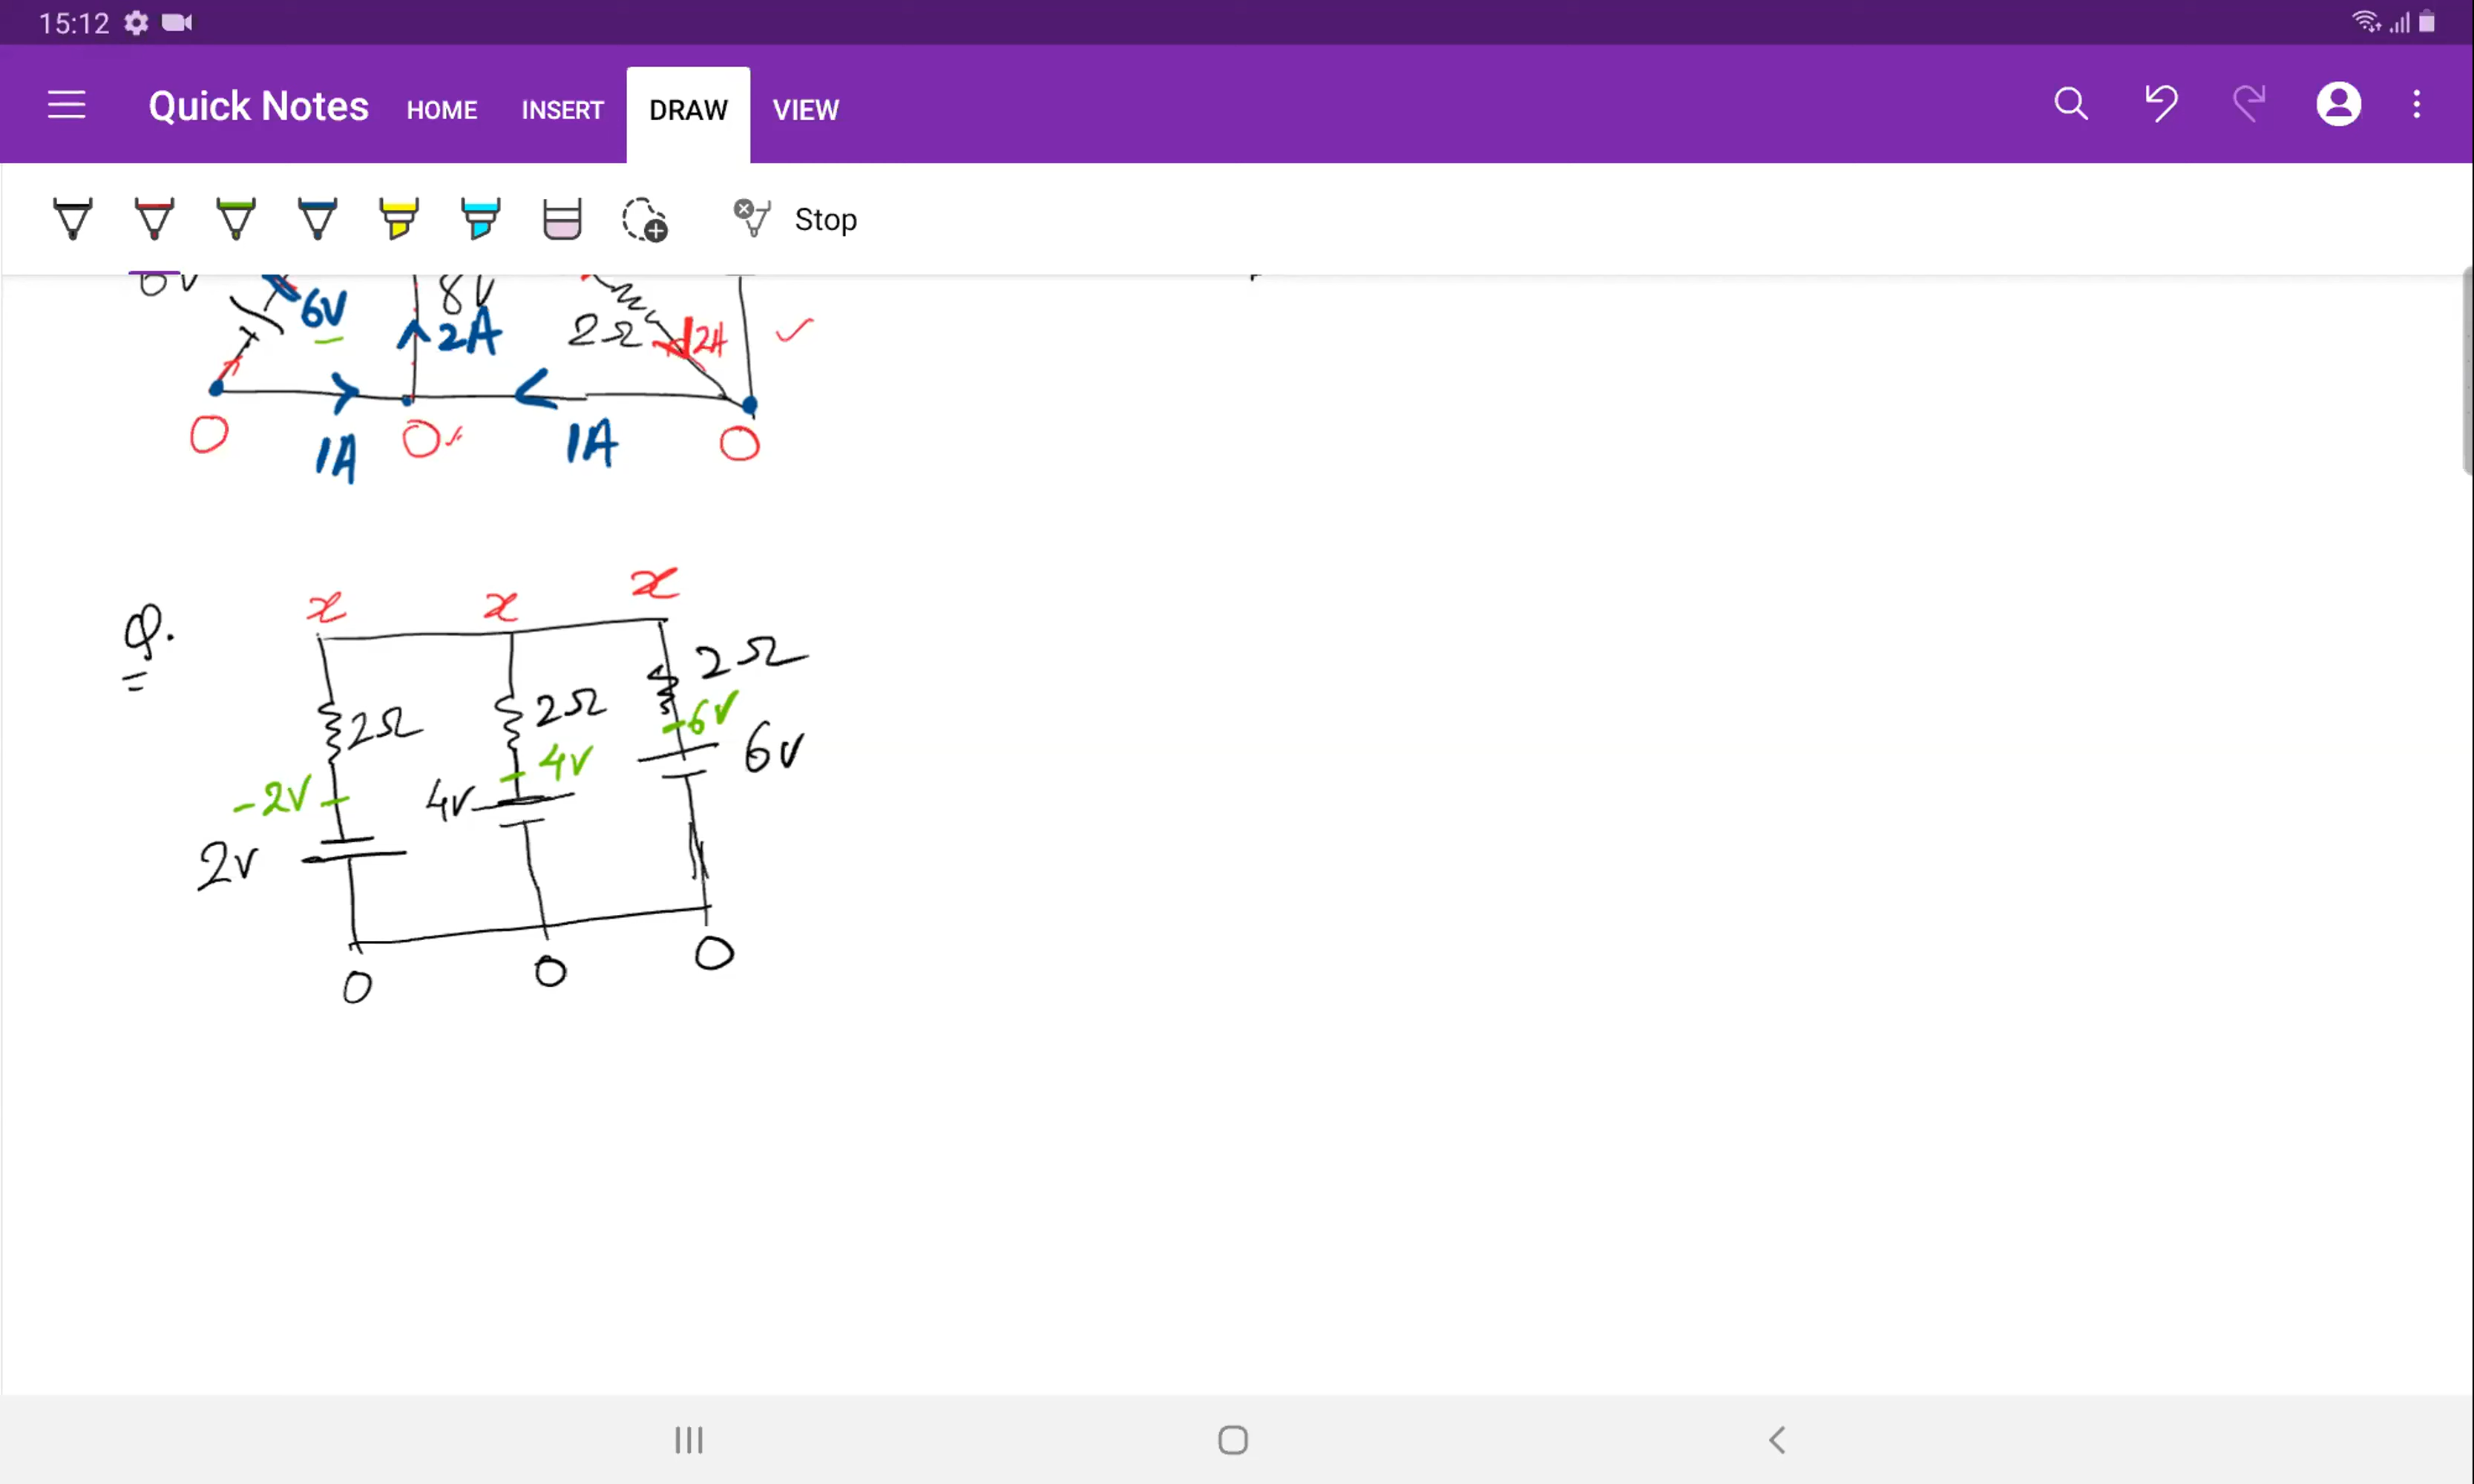 15:12
Quick Notes HOME INSERT DRAW VIEW
Stop
6V 8V
2A 2Ω 2A
0 1A 0 1A 0
x x x
Q.
2Ω 2Ω 2Ω
-2V 4V 6V
2V 4V 6V
0 0 0